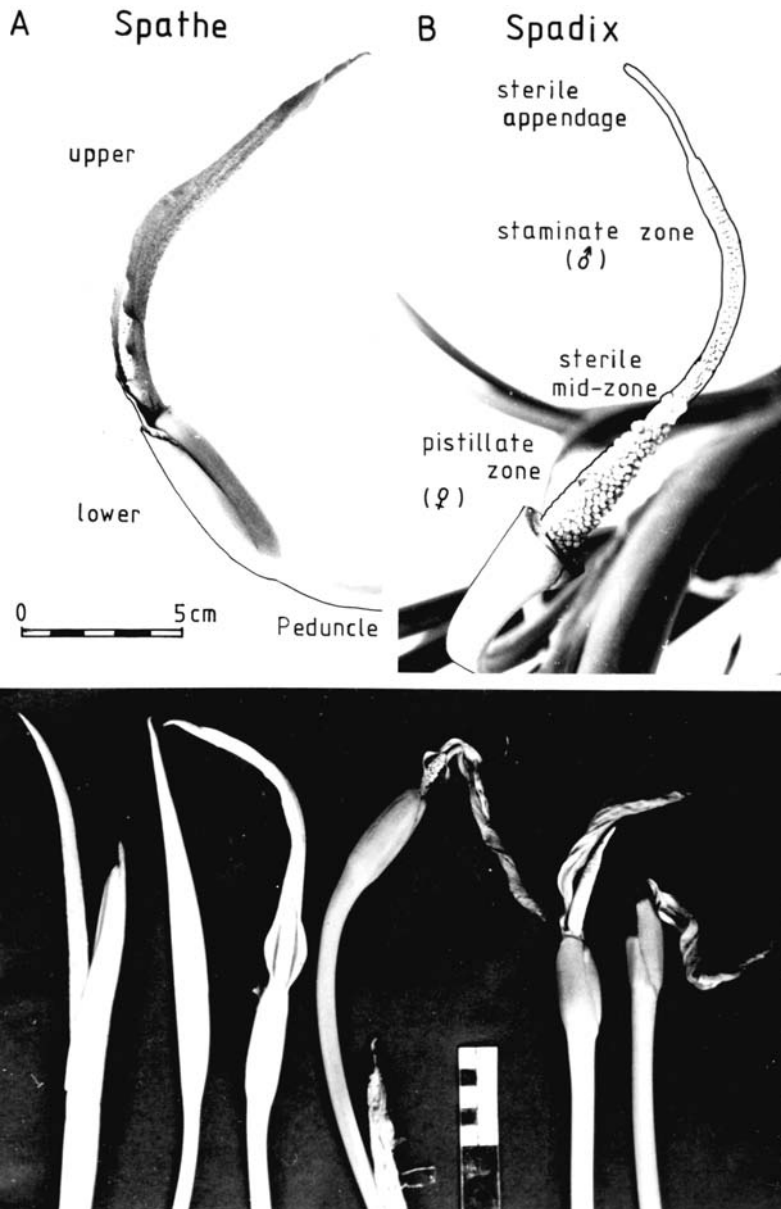 A Spathe
upper
lower
0 5cm
Peduncle
B Spadix
sterile
appendage
staminate zone
(♂)
sterile
mid-zone
pistillate
zone
(♀)